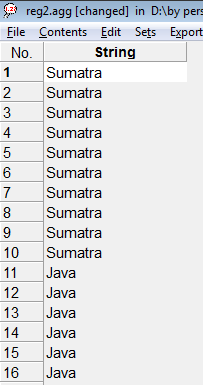 reg2.agg [changed] in D:\by pers
File Contents Edit Sets Export
No. String
1 Sumatra
2 Sumatra
3 Sumatra
4 Sumatra
5 Sumatra
6 Sumatra
7 Sumatra
8 Sumatra
9 Sumatra
10 Sumatra
11 Java
12 Java
13 Java
14 Java
15 Java
16 Java